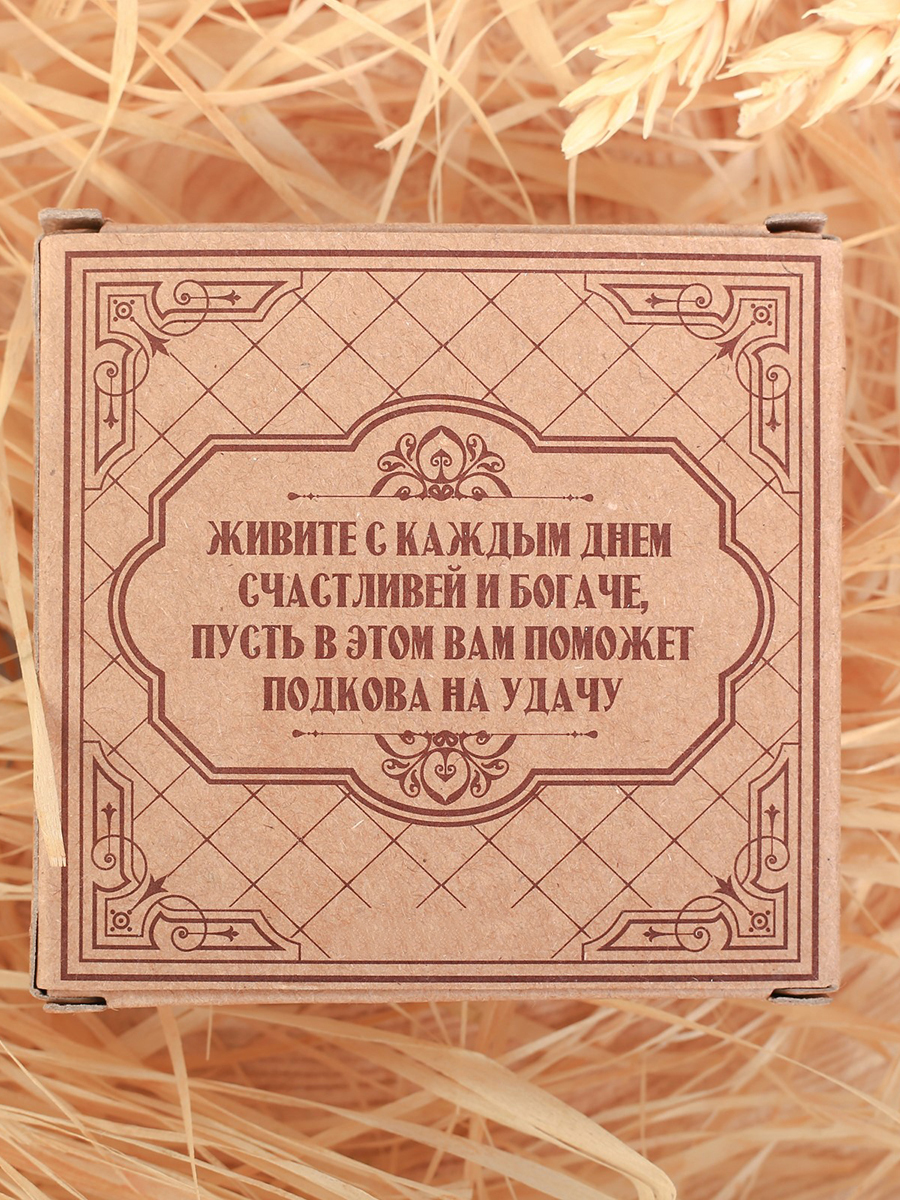 ЖИВИТЕ С КАЖДЫМ ДНЕМ
СЧАСТЛИВЕЙ И БОГАЧЕ,
ПУСТЬ В ЭТОМ ВАМ ПОМОЖЕТ
ПОДКОВА НА УДАЧУ